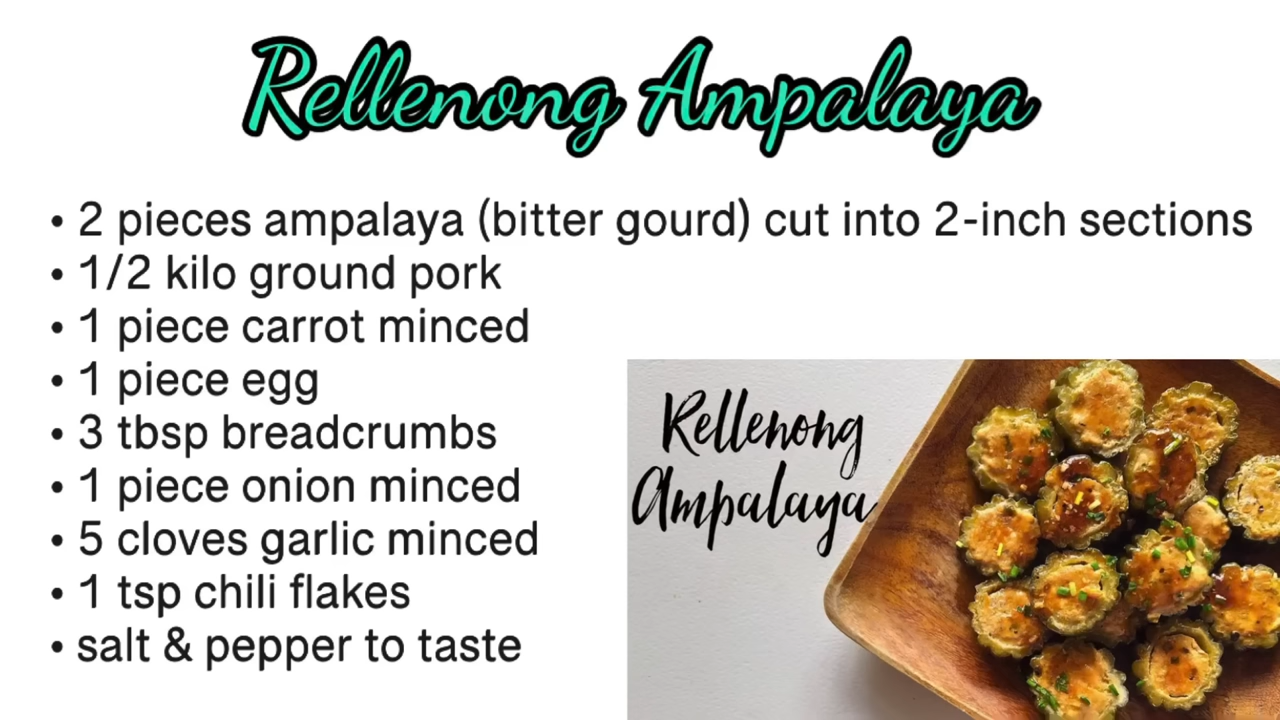 Rellenong Ampalaya
• 2 pieces ampalaya (bitter gourd) cut into 2-inch sections
• 1/2 kilo ground pork
• 1 piece carrot minced
• 1 piece egg
• 3 tbsp breadcrumbs
• 1 piece onion minced
• 5 cloves garlic minced
• 1 tsp chili flakes
• salt & pepper to taste
Rellenong
Ampalaya